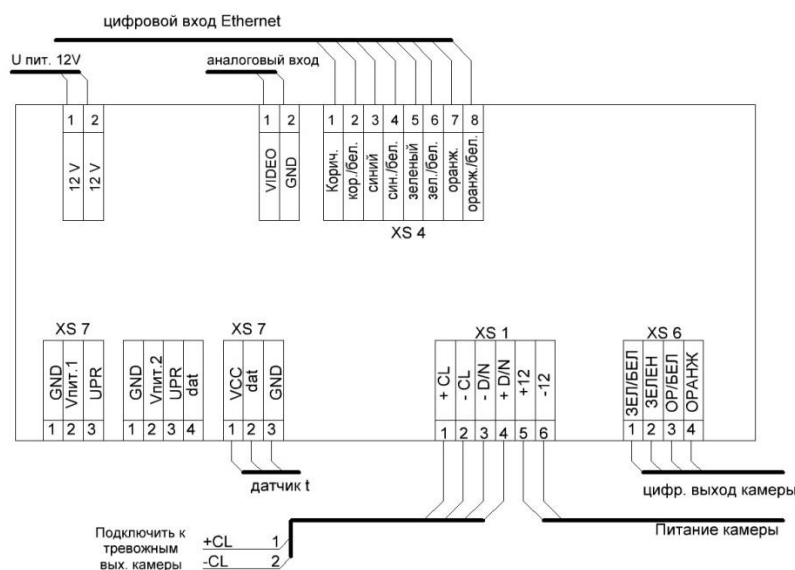 цифровой вход Ethernet
U пит. 12V
аналоговый вход
1 2
1 2
1 2 3 4 5 6 7 8
12 V
12 V
VIDEO
GND
Корич.
кор./бел.
синий
син./бел.
зеленый
зел./бел.
оранж.
оранж./бел.
XS 4
XS 7
XS 7
XS 1
XS 6
GND
Vпит.1
UPR
GND
Vпит.2
UPR
dat
VCC
dat
GND
+ CL
- CL
- D/N
+ D/N
+12
-12
ЗЕЛ/БЕЛ
ЗЕЛЕН
ОР/БЕЛ
ОРАНЖ
1 2 3
1 2 3 4
1 2 3
1 2 3 4 5 6
1 2 3 4
датчик t
цифр. выход камеры
Питание камеры
Подключить к
тревожным
вых. камеры
+CL 1
-CL 2